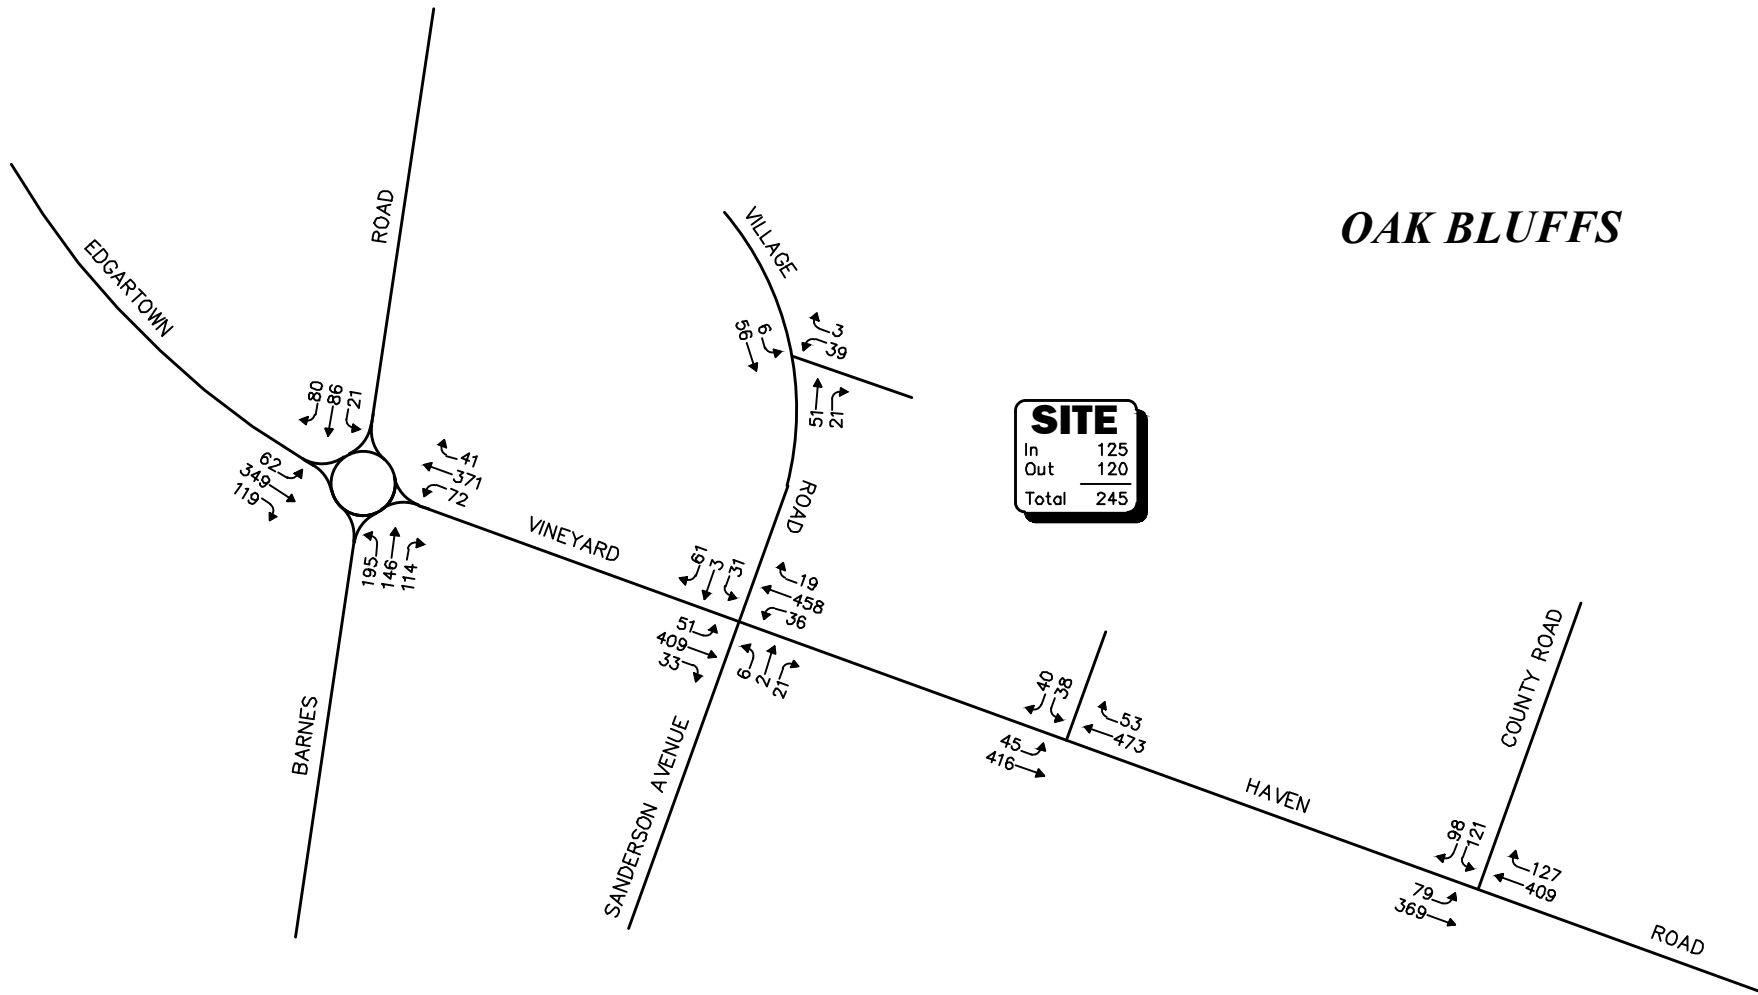 OAK BLUFFS
ROAD
EDGARTOWN
VILLAGE
3
39
6
56
51
21
80
86
21
62
349
119
41
371
72
195
146
114
SITE
In 125
Out 120
Total 245
ROAD
VINEYARD
61
3
31
19
458
36
51
409
33
6
2
21
BARNES
SANDERSON AVENUE
40
38
53
473
45
416
HAVEN
COUNTY ROAD
98
121
127
409
79
369
ROAD